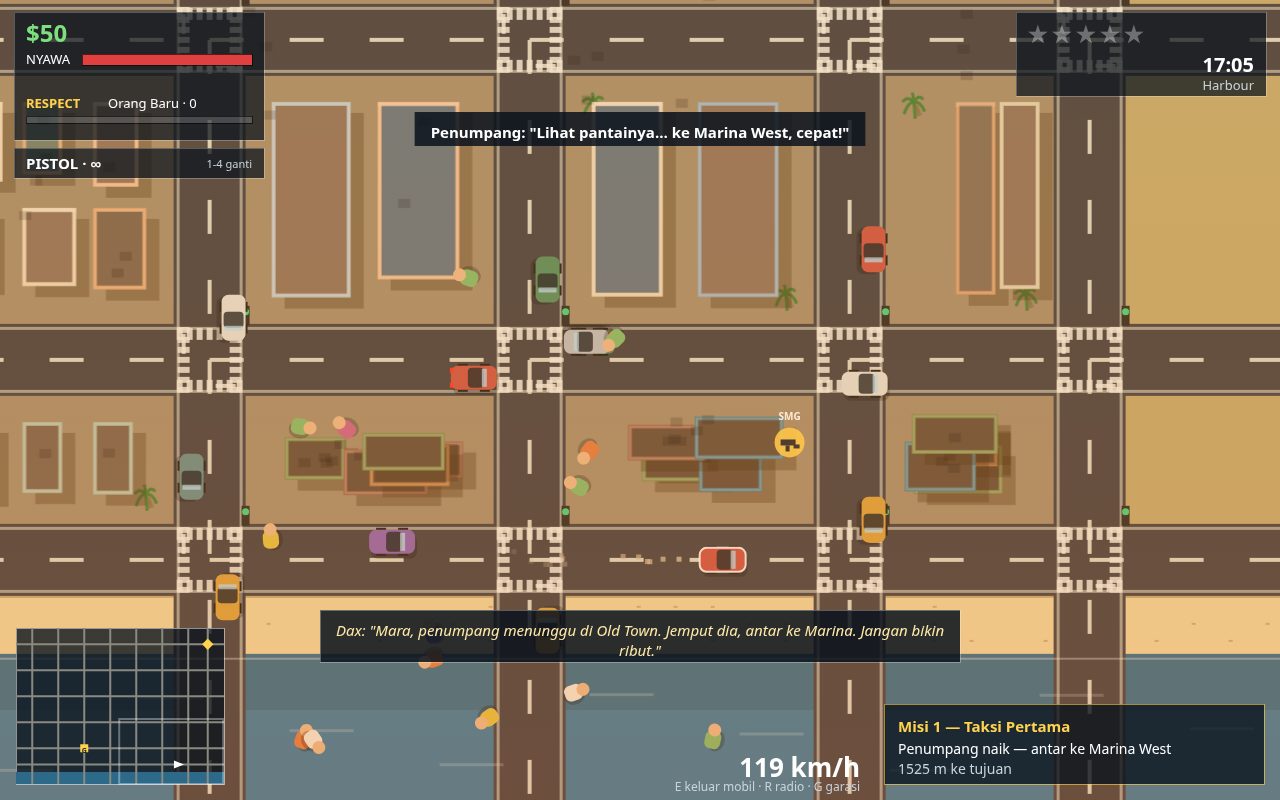 $50
NYAWA
RESPECT Orang Baru · 0
PISTOL · ∞ 1-4 ganti
17:05
Harbour
Penumpang: "Lihat pantainya… ke Marina West, cepat!"
SMG
Dax: "Mara, penumpang menunggu di Old Town. Jemput dia, antar ke Marina. Jangan bikin
ribut."
Misi 1 — Taksi Pertama
Penumpang naik — antar ke Marina West
1525 m ke tujuan
119 km/h
E keluar mobil · R radio · G garasi